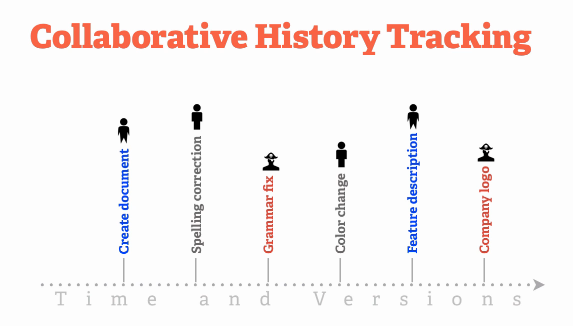 Collaborative History Tracking
Create document
Spelling correction
Grammar fix
Color change
Feature description
Company logo
Time and Versions